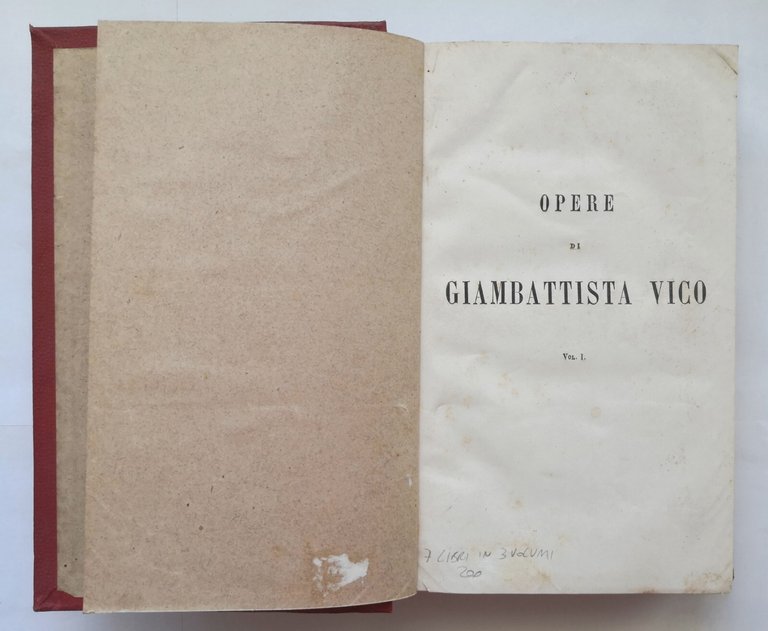 OPERE
DI
GIAMBATTISTA VICO
Vol. I.
7 LIBRI IN 3 VOLUMI
200